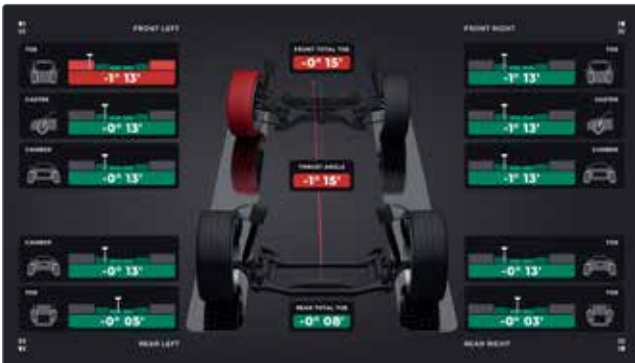 FRONT LEFT
FRONT RIGHT
TOE
-1° 13'
CASTER
-0° 13'
CAMBER
-0° 13'
FRONT TOTAL TOE
-0° 15'
THRUST ANGLE
-1° 15'
TOE
-1° 13'
CASTER
-1° 13'
CAMBER
-1° 13'
CAMBER
-0° 13'
TOE
-0° 05'
REAR TOTAL TOE
-0° 08'
TOE
-0° 13'
TOE
-0° 03'
REAR LEFT
REAR RIGHT